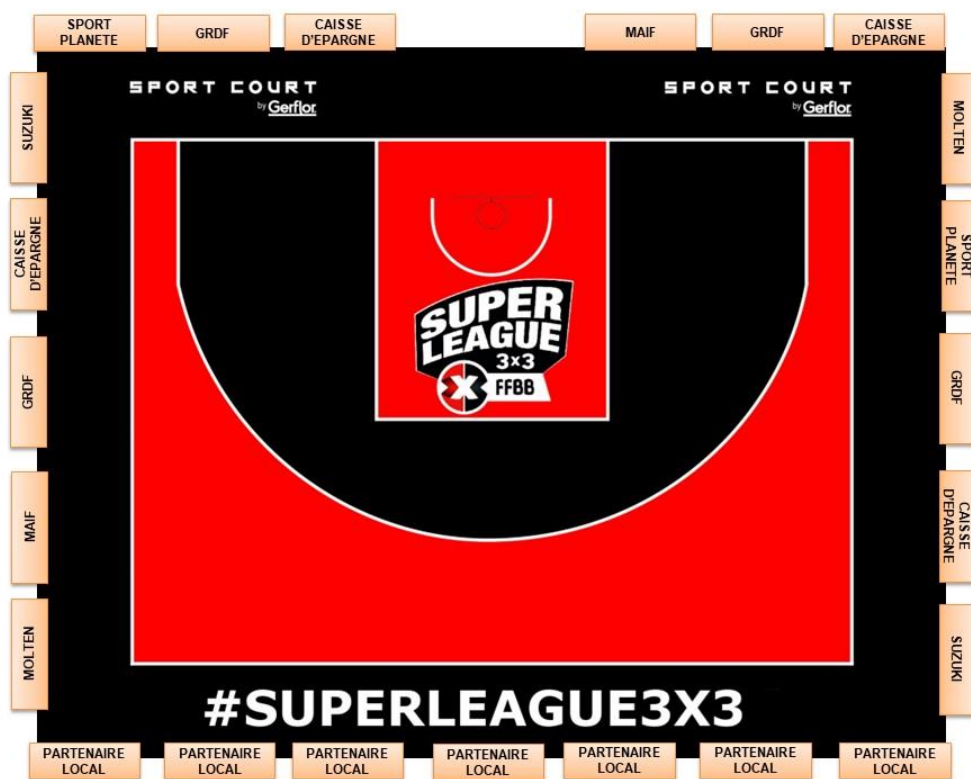 SPORT
PLANETE
GRDF
CAISSE
D'EPARGNE
MAIF
GRDF
CAISSE
D'EPARGNE
SPORT COURT
by Gerflor
SPORT COURT
by Gerflor
SUZUKI
CAISSE
D'EPARGNE
GRDF
MAIF
MOLTEN
MOLTEN
SPORT
PLANETE
GRDF
CAISSE
D'EPARGNE
SUZUKI
SUPER
LEAGUE
3x3
FFBB
#SUPERLEAGUE3X3
PARTENAIRE
LOCAL
PARTENAIRE
LOCAL
PARTENAIRE
LOCAL
PARTENAIRE
LOCAL
PARTENAIRE
LOCAL
PARTENAIRE
LOCAL
PARTENAIRE
LOCAL